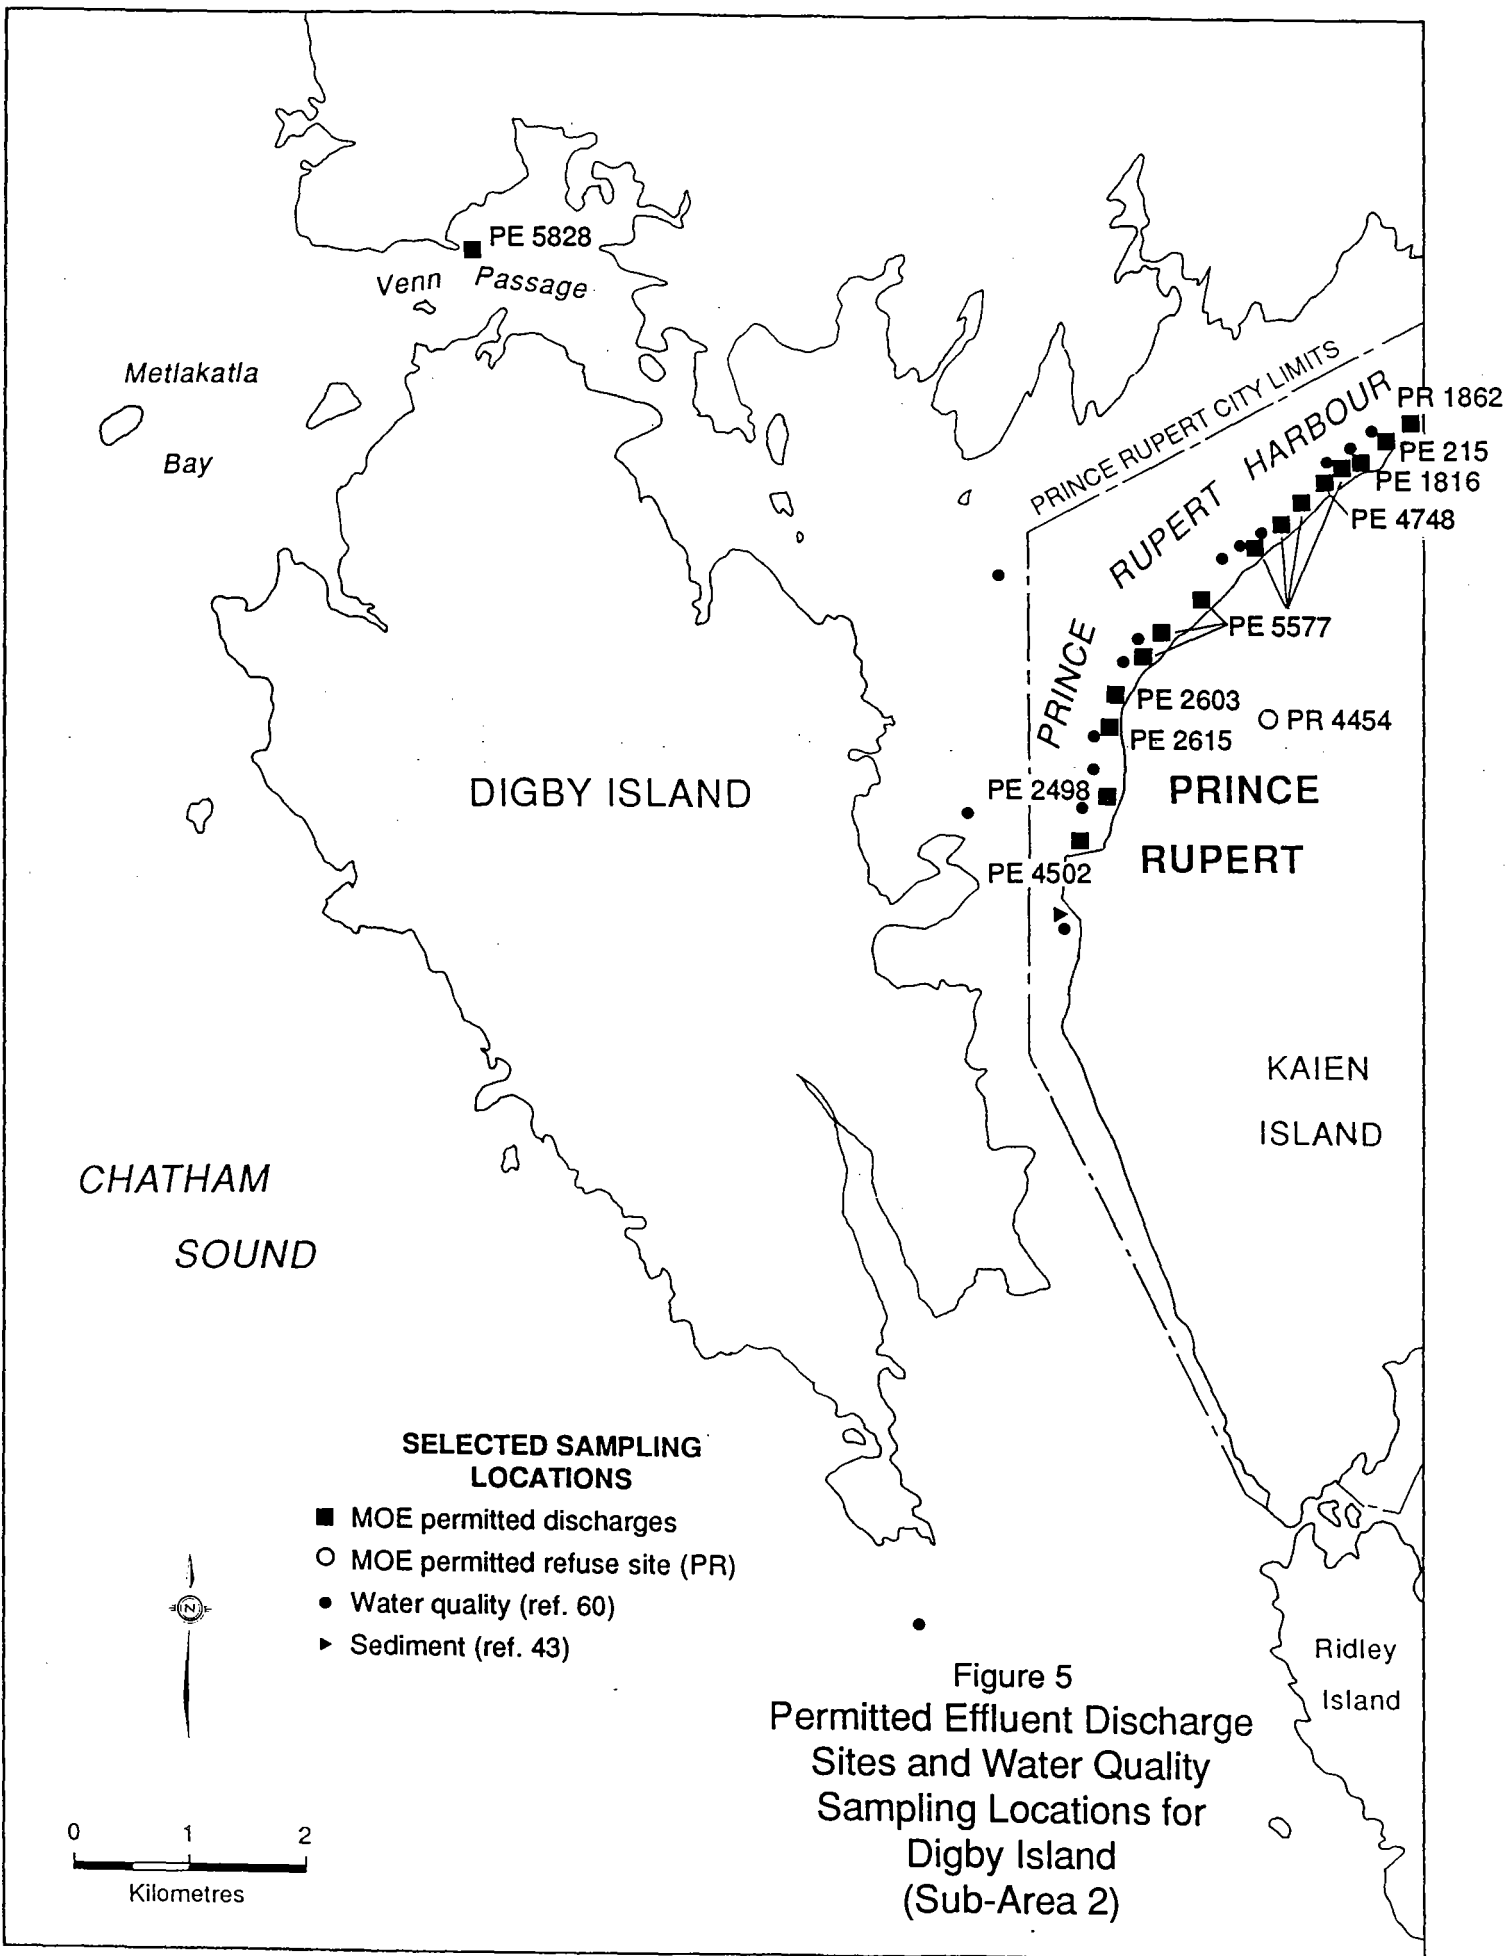 PE 5828
Venn Passage
Metlakatla
Bay
PRINCE RUPERT CITY LIMITS
PRINCE RUPERT HARBOUR
PR 1862
PE 215
PE 1816
PE 4748
PE 5577
PE 2603
PR 4454
PE 2615
DIGBY ISLAND
PE 2498
PRINCE
RUPERT
PE 4502
KAIEN
ISLAND
CHATHAM
SOUND
SELECTED SAMPLING
LOCATIONS
MOE permitted discharges
MOE permitted refuse site (PR)
Water quality (ref. 60)
Sediment (ref. 43)
N
Ridley
Island
Figure 5
Permitted Effluent Discharge
Sites and Water Quality
Sampling Locations for
Digby Island
(Sub-Area 2)
0 1 2
Kilometres